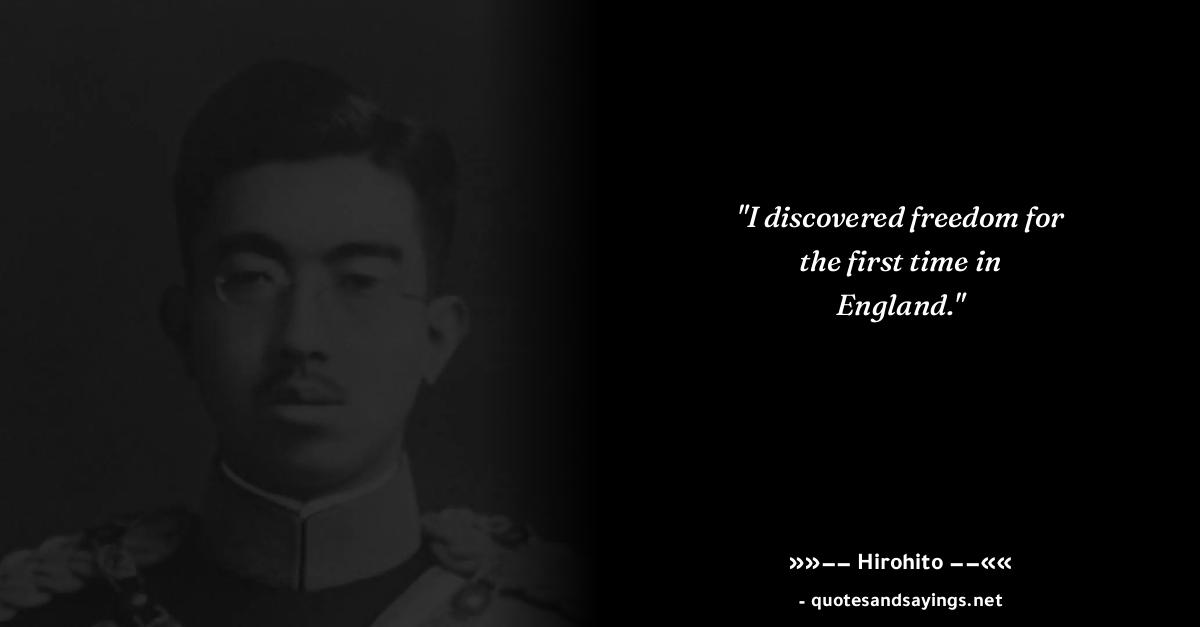 "I discovered freedom for
the first time in
England."
»»–– Hirohito ––««
- quotesandsayings.net